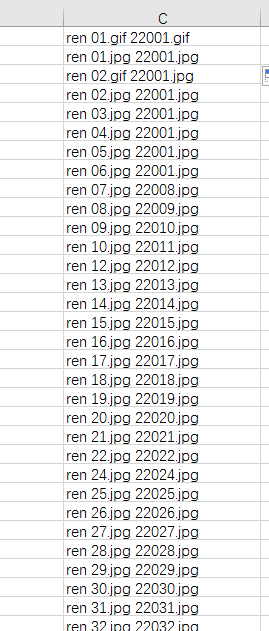 C
ren 01.gif 22001.gif
ren 01.jpg 22001.jpg
ren 02.gif 22001.jpg
ren 02.jpg 22001.jpg
ren 03.jpg 22001.jpg
ren 04.jpg 22001.jpg
ren 05.jpg 22001.jpg
ren 06.jpg 22001.jpg
ren 07.jpg 22008.jpg
ren 08.jpg 22009.jpg
ren 09.jpg 22010.jpg
ren 10.jpg 22011.jpg
ren 12.jpg 22012.jpg
ren 13.jpg 22013.jpg
ren 14.jpg 22014.jpg
ren 15.jpg 22015.jpg
ren 16.jpg 22016.jpg
ren 17.jpg 22017.jpg
ren 18.jpg 22018.jpg
ren 19.jpg 22019.jpg
ren 20.jpg 22020.jpg
ren 21.jpg 22021.jpg
ren 22.jpg 22022.jpg
ren 24.jpg 22024.jpg
ren 25.jpg 22025.jpg
ren 26.jpg 22026.jpg
ren 27.jpg 22027.jpg
ren 28.jpg 22028.jpg
ren 29.jpg 22029.jpg
ren 30.jpg 22030.jpg
ren 31.jpg 22031.jpg
ren 32.jpg 22032.jpg